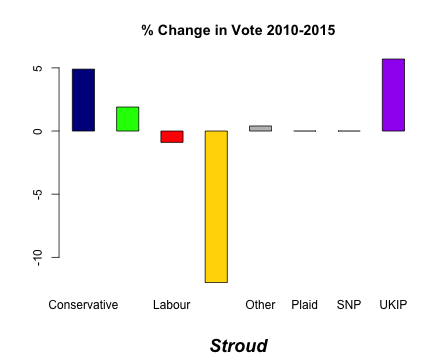 % Change in Vote 2010-2015
5
0
-5
-10
Conservative Labour Other Plaid SNP UKIP
Stroud